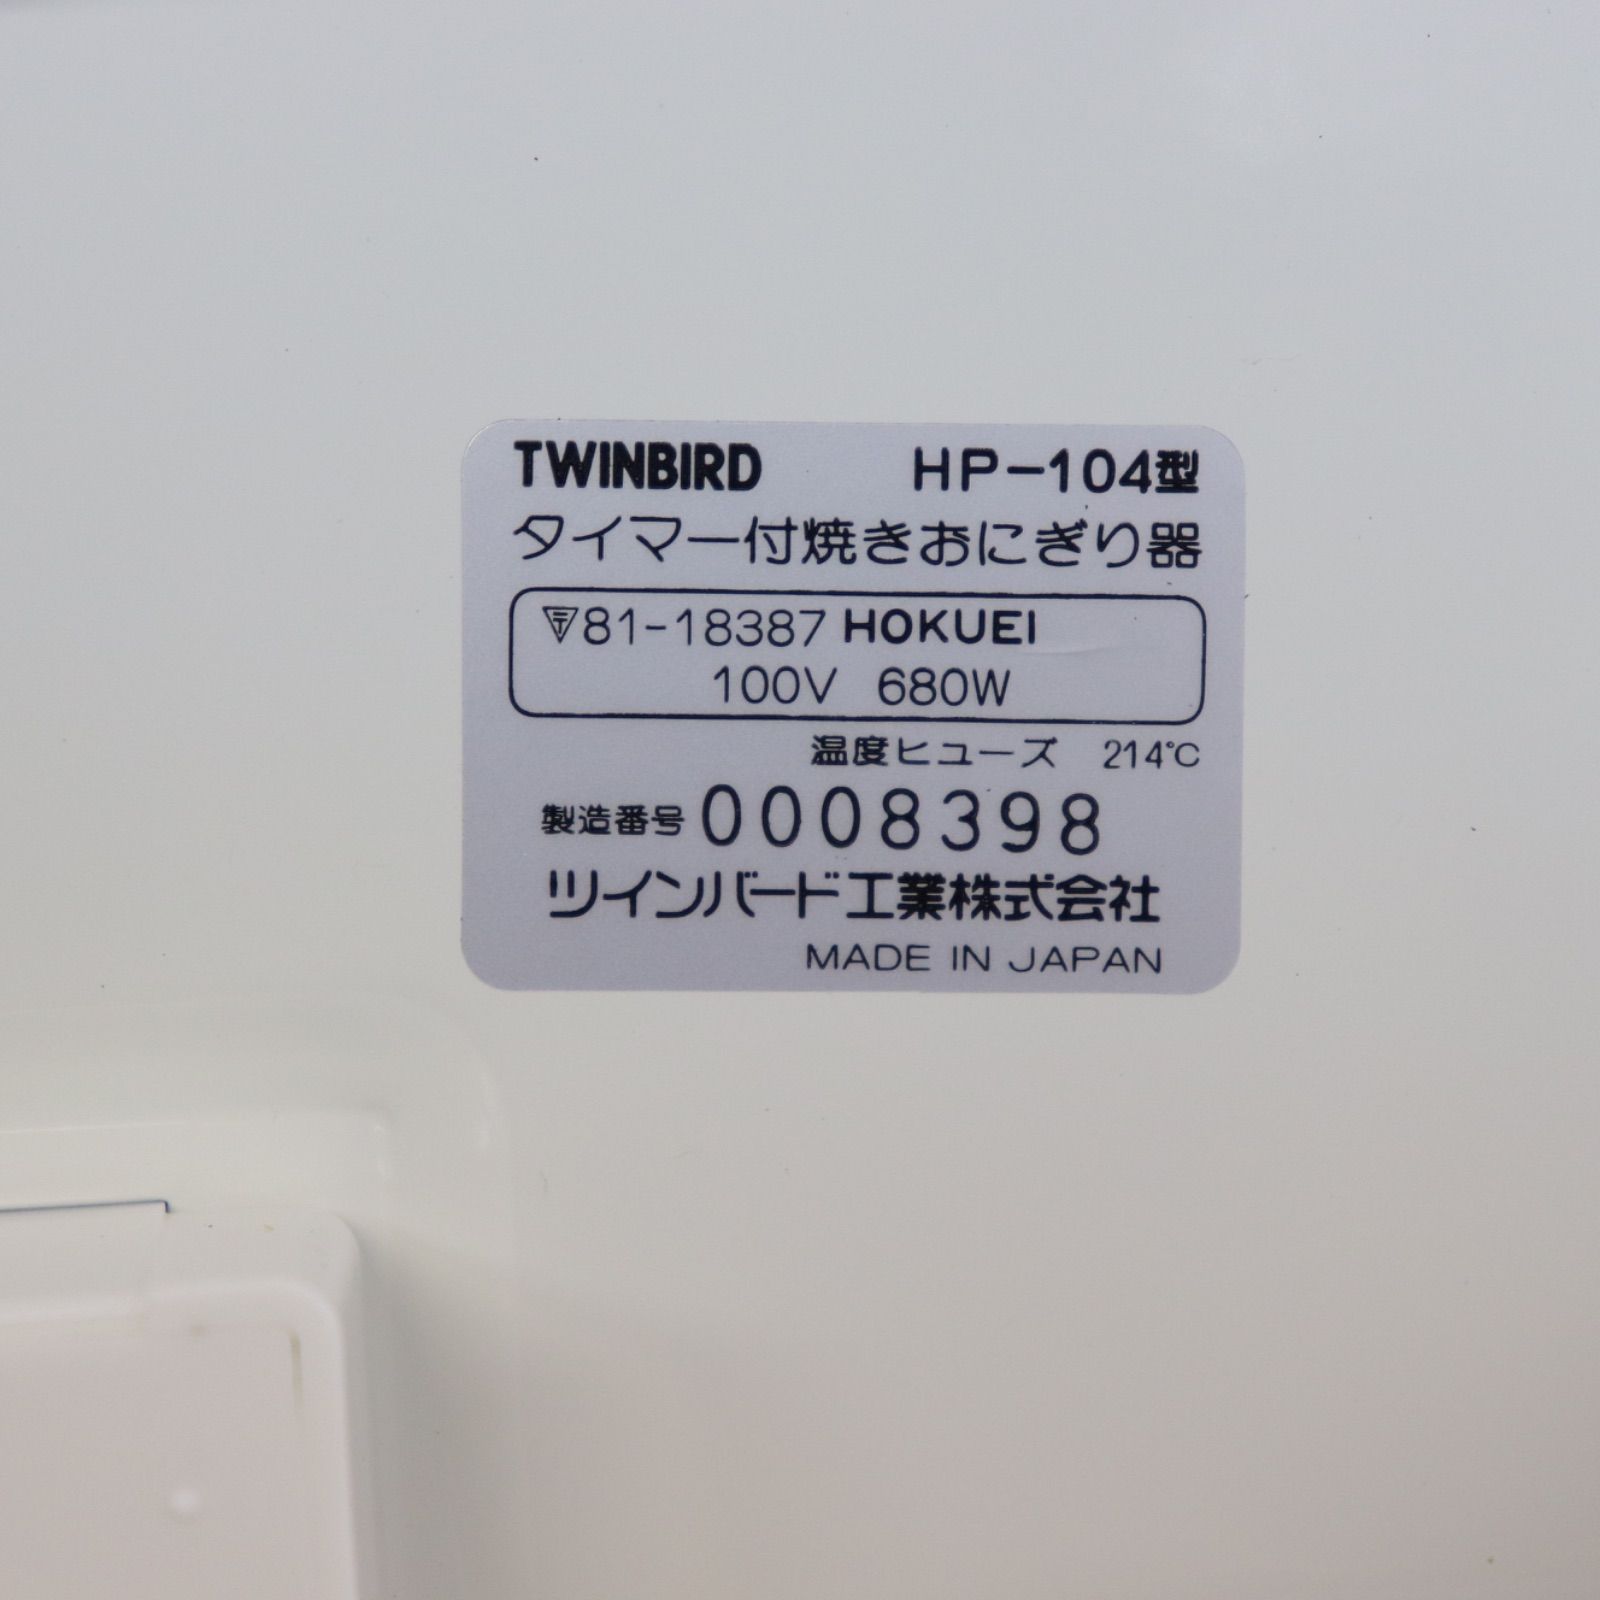 TWINBIRD HP-104型
タイマー付焼きおにぎり器
〒81-18387 HOKUEI
100V 680W
温度ヒューズ 214℃
製造番号 0008398
ツインバード工業株式会社
MADE IN JAPAN